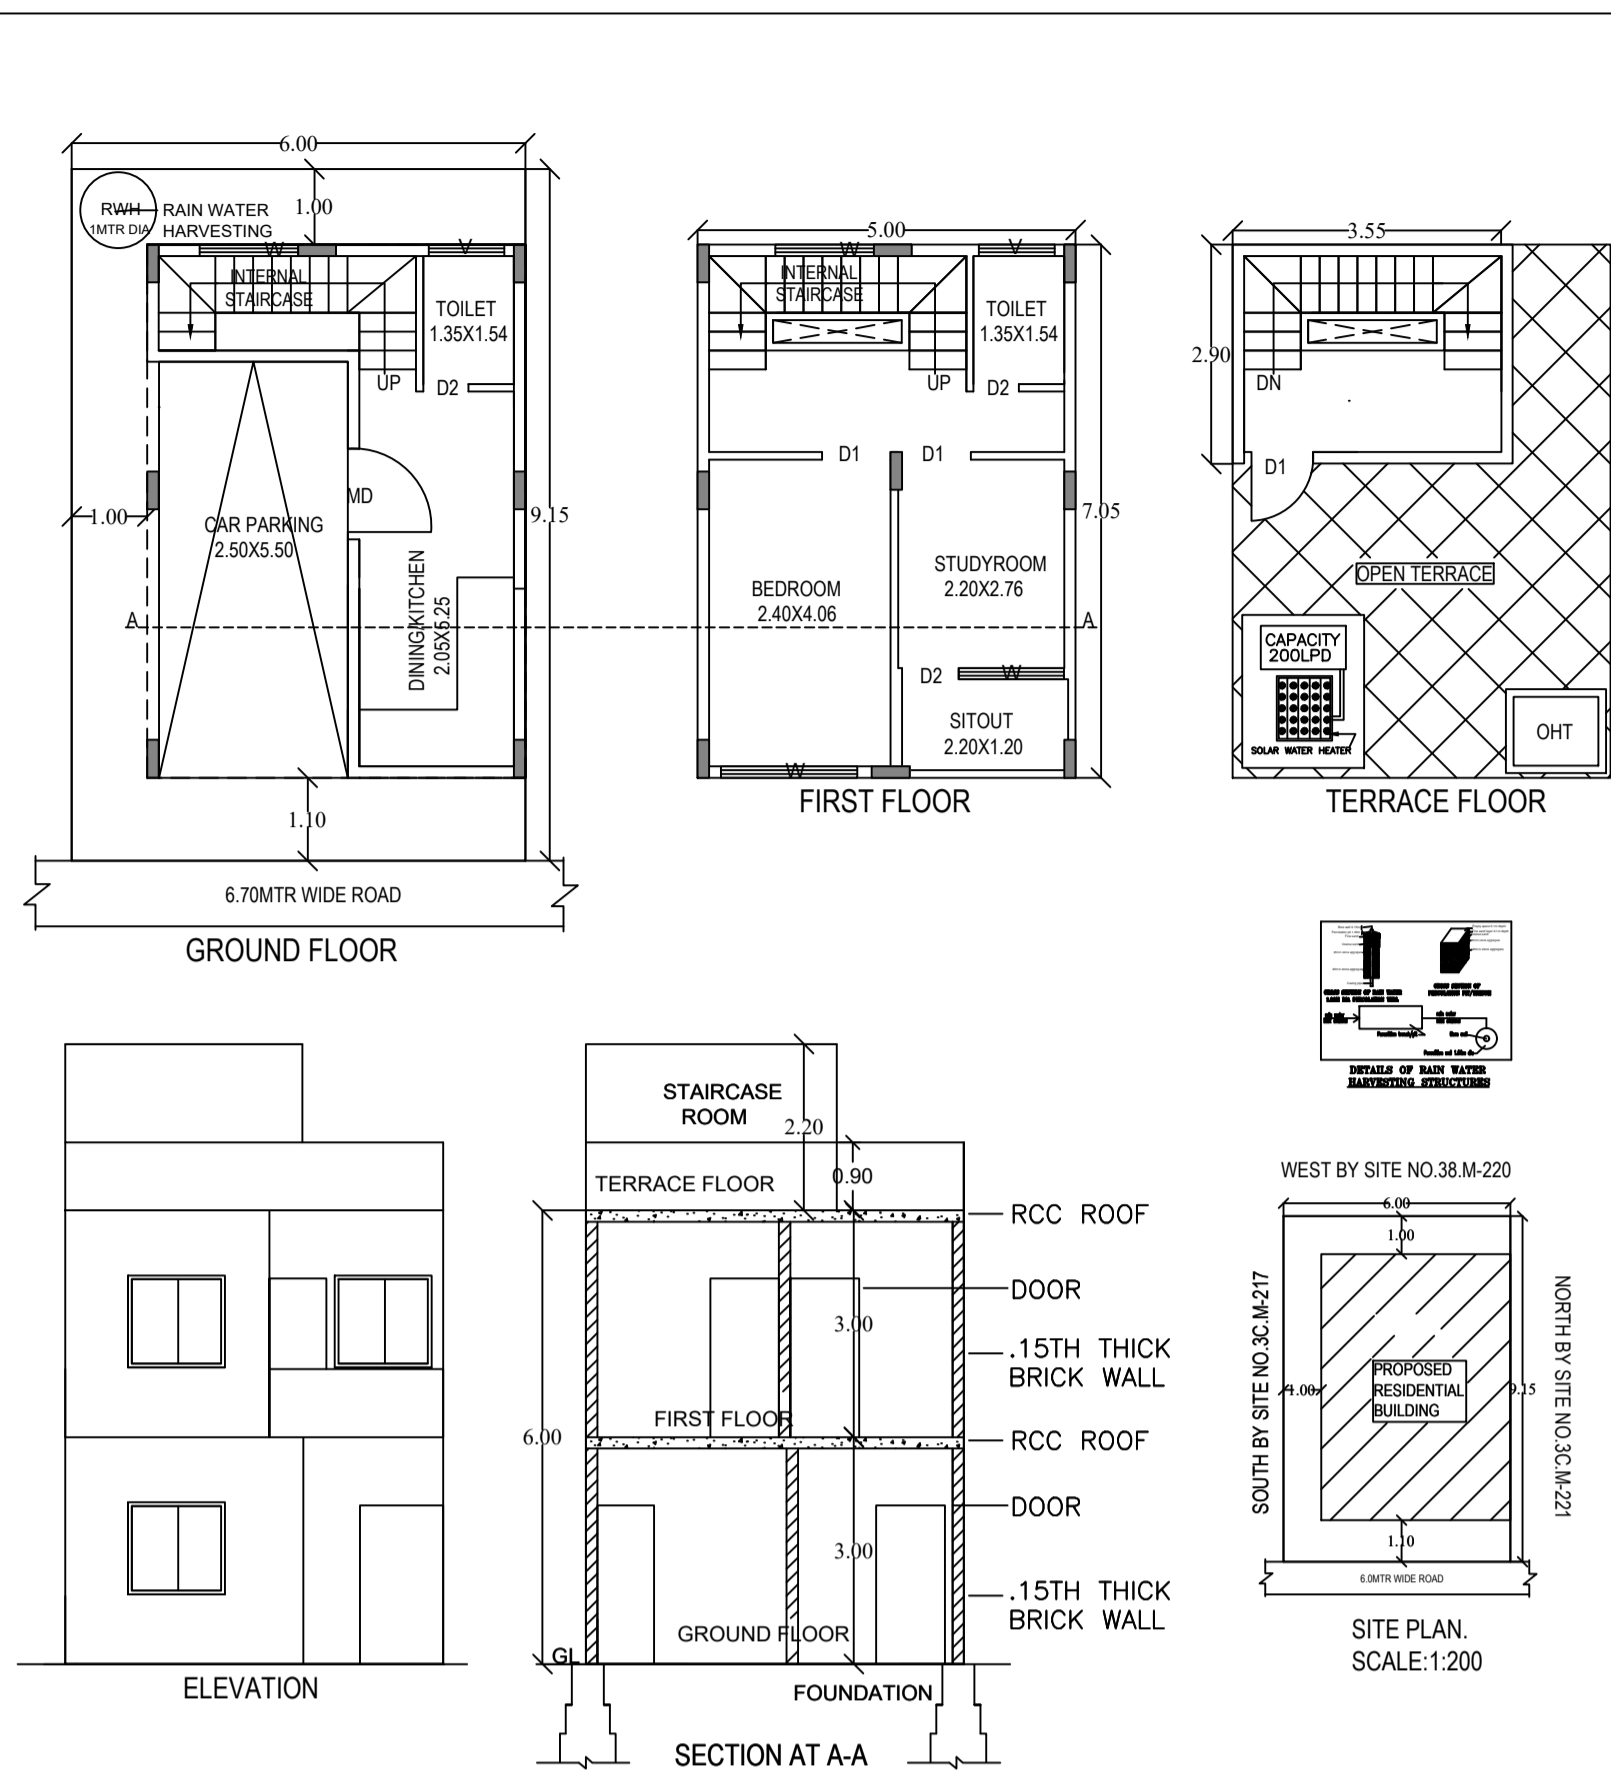 6.00
RWH
1MTR DIA
RAIN WATER
HARVESTING
1.00
W
V
INTERNAL
STAIRCASE
TOILET
1.35X1.54
UP
D2
MD
1.00
9.15
CAR PARKING
2.50X5.50
DINING/KITCHEN
2.05X5.25
A
1.10
6.70MTR WIDE ROAD
GROUND FLOOR
5.00
W
V
INTERNAL
STAIRCASE
TOILET
1.35X1.54
UP
D2
D1
D1
7.05
STUDYROOM
2.20X2.76
BEDROOM
2.40X4.06
A
D2
W
SITOUT
2.20X1.20
W
FIRST FLOOR
3.55
2.90
DN
D1
OPEN TERRACE
CAPACITY
200LPD
SOLAR WATER HEATER
OHT
TERRACE FLOOR
DETAILS OF RAIN WATER
HARVESTING STRUCTURES
ELEVATION
STAIRCASE
ROOM
2.20
0.90
TERRACE FLOOR
RCC ROOF
DOOR
3.00
.15TH THICK
BRICK WALL
FIRST FLOOR
6.00
RCC ROOF
DOOR
3.00
.15TH THICK
BRICK WALL
GROUND FLOOR
GL
FOUNDATION
SECTION AT A-A
WEST BY SITE NO.38.M-220
6.00
1.00
SOUTH BY SITE NO.3C.M-217
NORTH BY SITE NO.3C.M-221
PROPOSED
RESIDENTIAL
BUILDING
1.00
9.15
1.10
6.0MTR WIDE ROAD
SITE PLAN.
SCALE:1:200